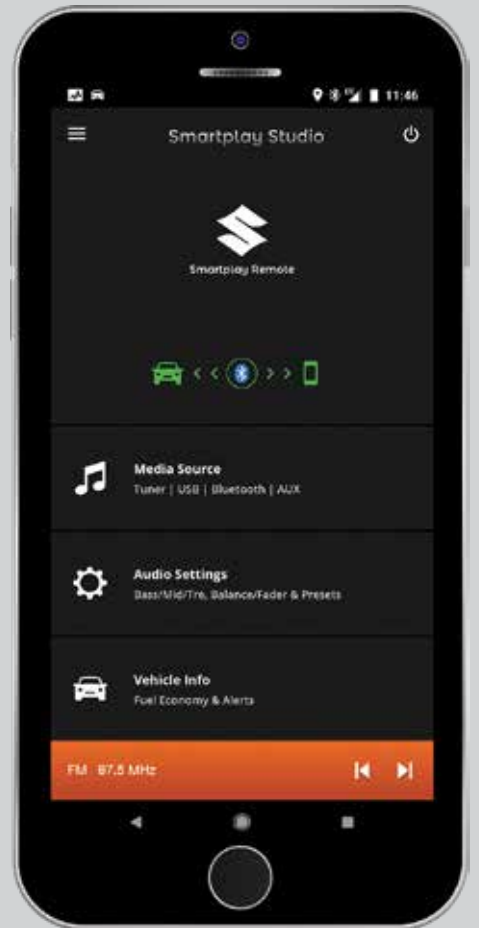 11:46
Smartplay Studio
Smartplay Remote
Media Source
Tuner | USB | Bluetooth | AUX
Audio Settings
Bass/Mid/Tre, Balance/Fader & Presets
Vehicle Info
Fuel Economy & Alerts
FM 87.5 MHz